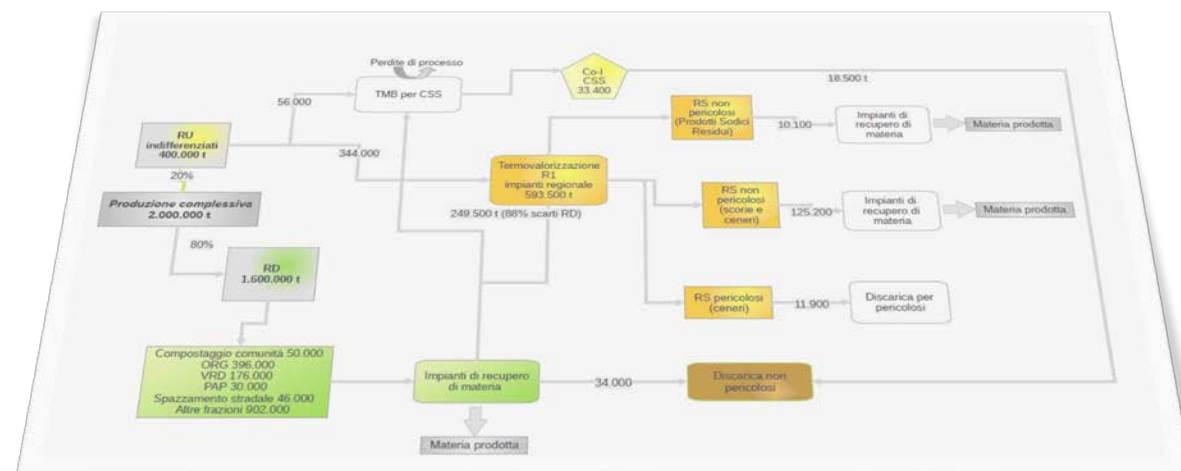 Perdite di processo
TMB per CSS
Co-I
CSS
33.400
18.500 t
56.000
RU
indifferenziati
400.000 t
344.000
20%
Produzione complessiva
2.000.000 t
80%
RD
1.600.000 t
Termovalorizzazione
R1
impianti regionale
593.500 t
249.500 t (88% scarti RD)
RS non
pericolosi
(Prodotti Sodici
Residui)
10.100
Impianti di
recupero di
materia
Materia prodotta
RS non
pericolosi
(scorie e
ceneri)
125.200
Impianti di
recupero di
materia
Materia prodotta
RS pericolosi
(ceneri)
11.900
Discarica per
pericolosi
Compostaggio comunità 50.000
ORG 396.000
VRD 176.000
PAP 30.000
Spazzamento stradale 46.000
Altre frazioni 902.000
Impianti di recupero
di materia
34.000
Discarica non
pericolosi
Materia prodotta